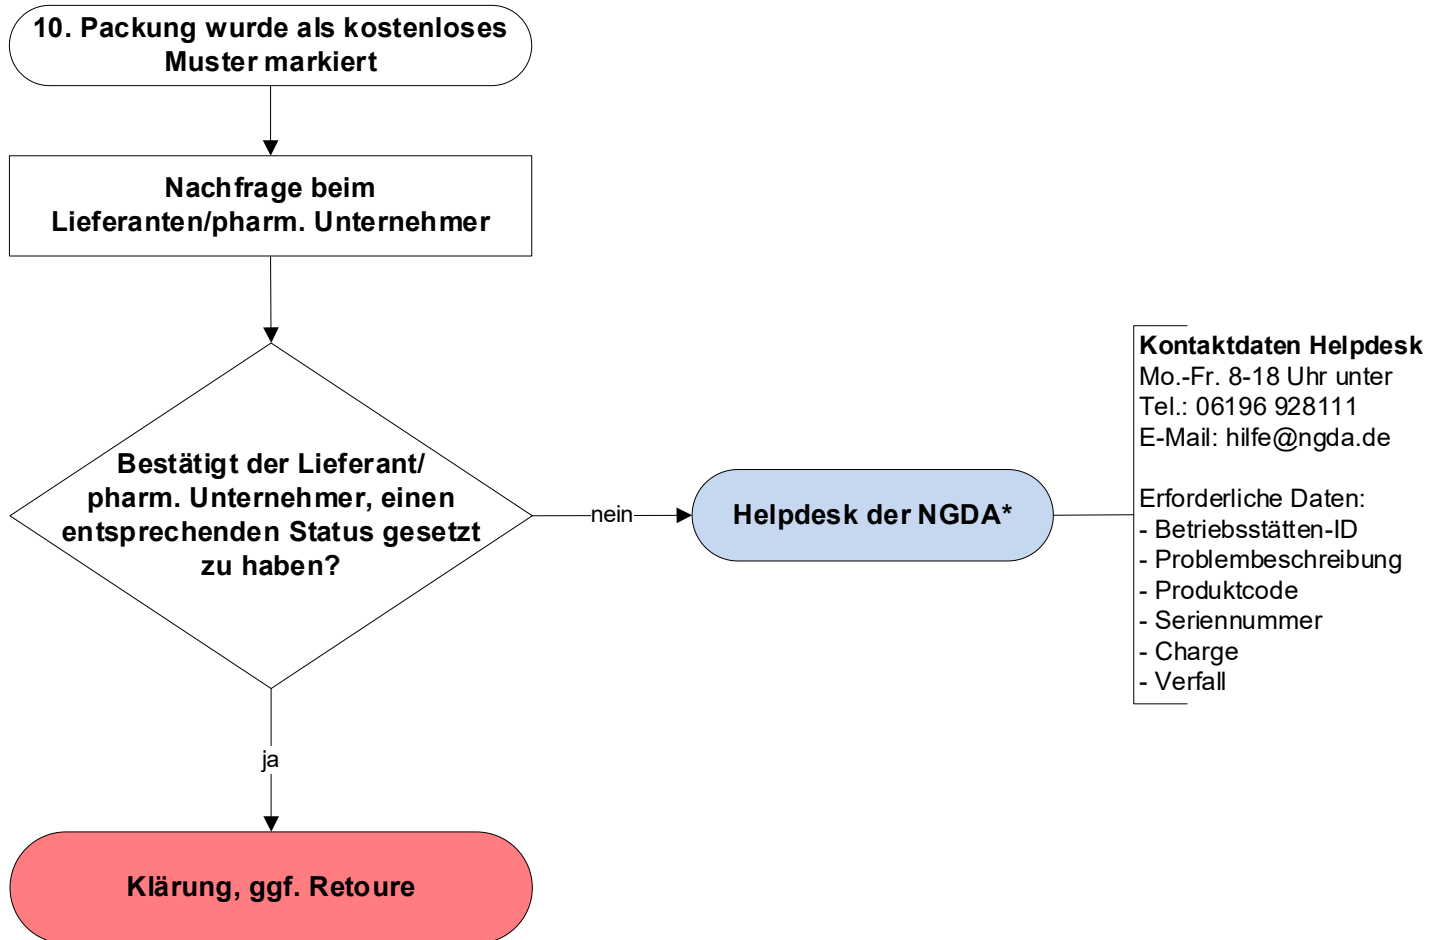 10. Packung wurde als kostenloses
Muster markiert
Nachfrage beim
Lieferanten/pharm. Unternehmer
Bestätigt der Lieferant/
pharm. Unternehmer, einen
entsprechenden Status gesetzt
zu haben?
nein
Helpdesk der NGDA*
Kontaktdaten Helpdesk
Mo.-Fr. 8-18 Uhr unter
Tel.: 06196 928111
E-Mail: hilfe@ngda.de
Erforderliche Daten:
- Betriebsstätten-ID
- Problembeschreibung
- Produktcode
- Seriennummer
- Charge
- Verfall
ja
Klärung, ggf. Retoure